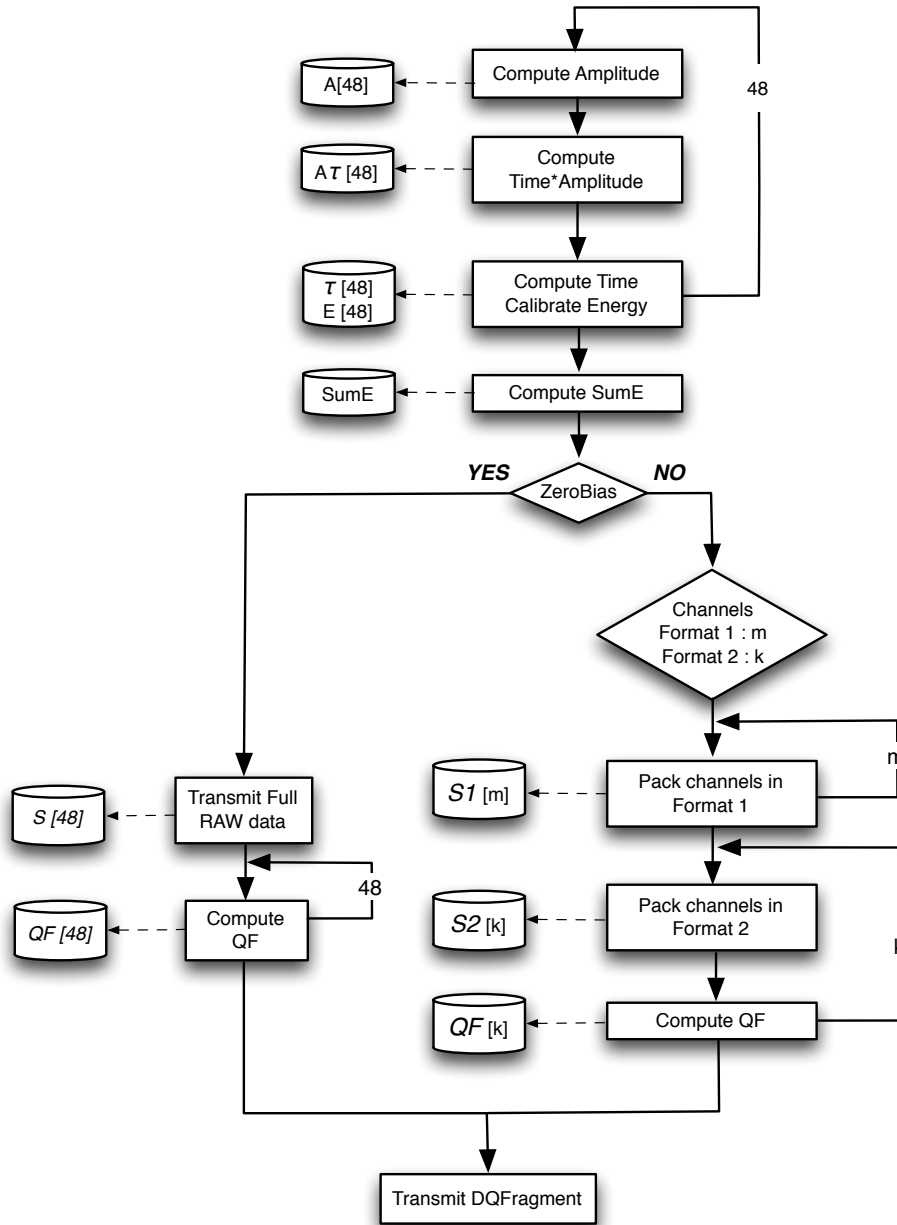 Compute Amplitude
A[48]
48
Compute
Time*Amplitude
Aτ [48]
Compute Time
Calibrate Energy
τ [48]
E [48]
Compute SumE
SumE
YES
NO
ZeroBias
Channels
Format 1 : m
Format 2 : k
m
Pack channels in
Format 1
S1 [m]
Transmit Full
RAW data
S [48]
48
Compute
QF
QF [48]
Pack channels in
Format 2
S2 [k]
k
Compute QF
QF [k]
Transmit DQFragment